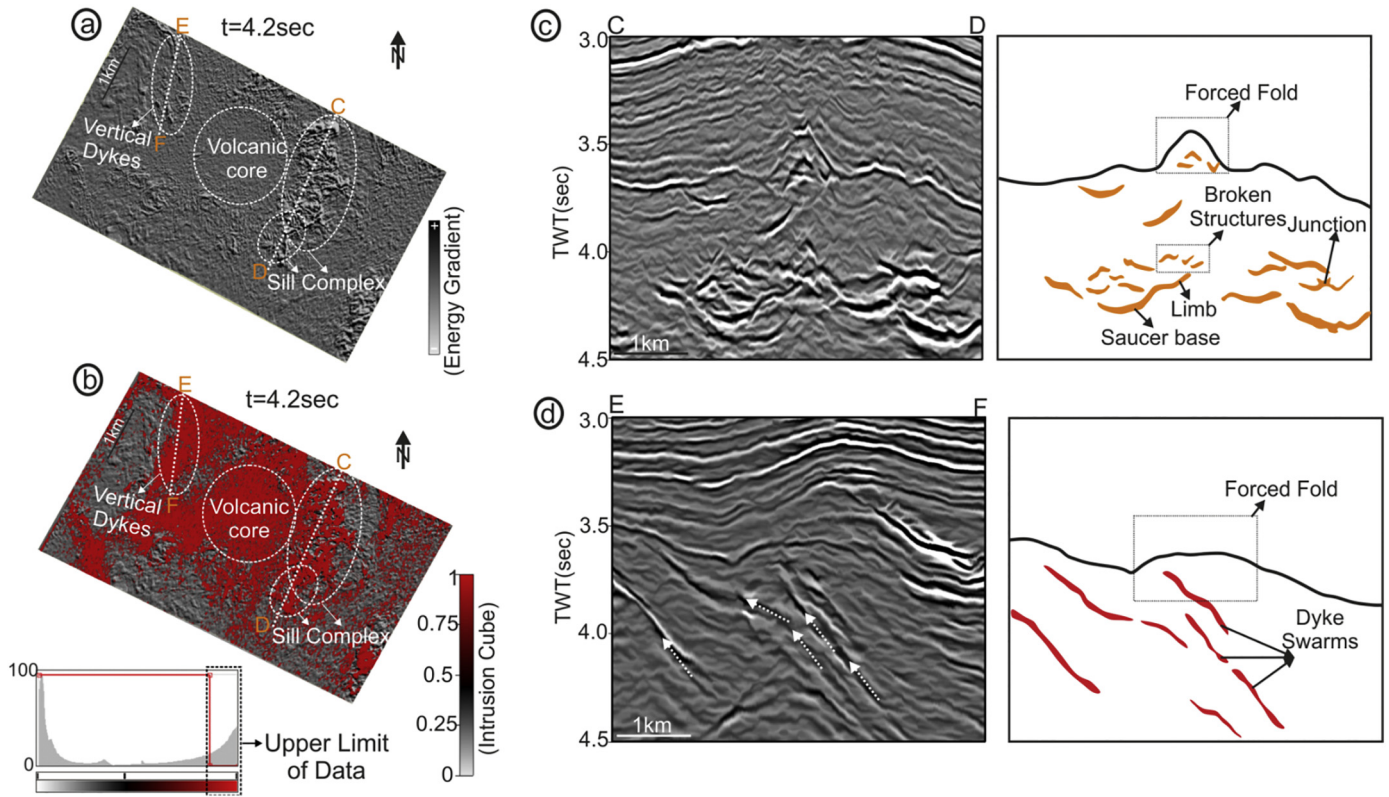 a
E
t=4.2sec
N
1km
C
Vertical
Dykes
F
Volcanic
core
D
Sill Complex
+
−
(Energy Gradient)
b
E
t=4.2sec
N
1km
C
Vertical
Dykes
F
Volcanic
core
D
Sill Complex
1
0.75
0.5
0.25
0
(Intrusion Cube)
100
0
Upper Limit
of Data
c
C
D
3.0
3.5
4.0
4.5
TWT(sec)
1km
Forced Fold
Broken
Structures
Junction
Limb
Saucer base
d
E
F
3.0
3.5
4.0
4.5
TWT(sec)
1km
Forced Fold
Dyke
Swarms